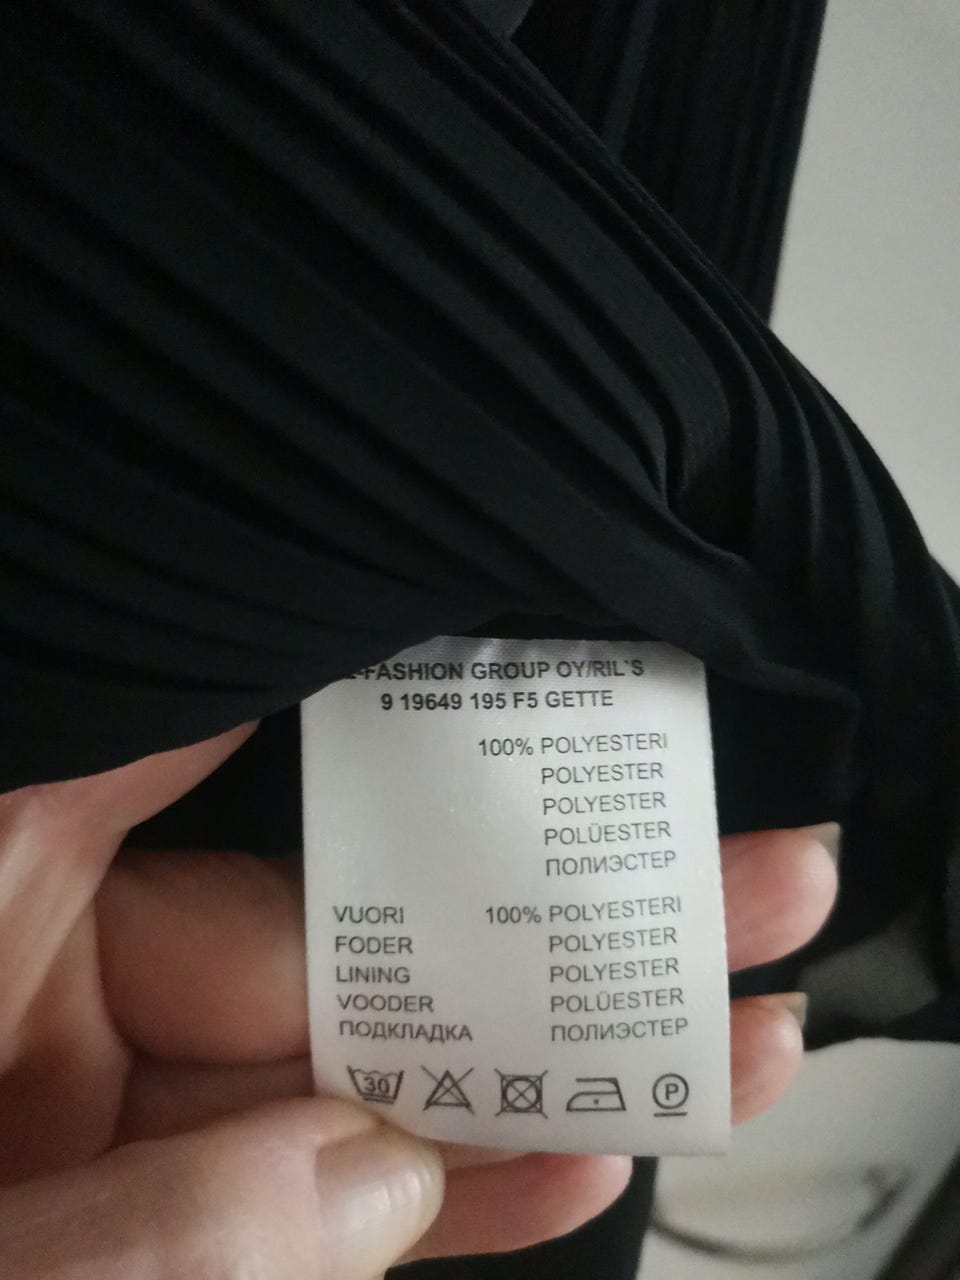 -FASHION GROUP OY/RIL`S
9 19649 195 F5 GETTE
100% POLYESTERI
POLYESTER
POLYESTER
POLÜESTER
ПОЛИЭСТЕР
VUORI 100% POLYESTERI
FODER POLYESTER
LINING POLYESTER
VOODER POLÜESTER
ПОДКЛАДКА ПОЛИЭСТЕР
30 P